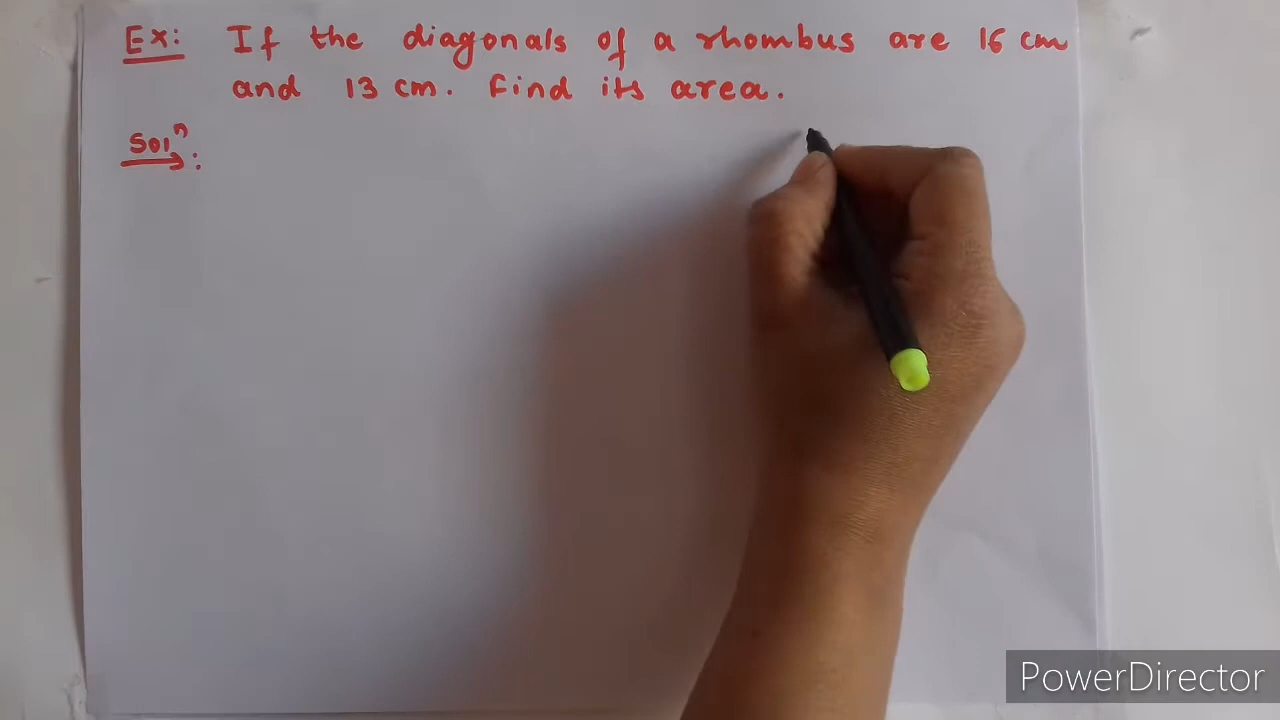 Ex: If the diagonals of a rhombus are 16 cm
and 13 cm. Find its area.
Solⁿ:
PowerDirector